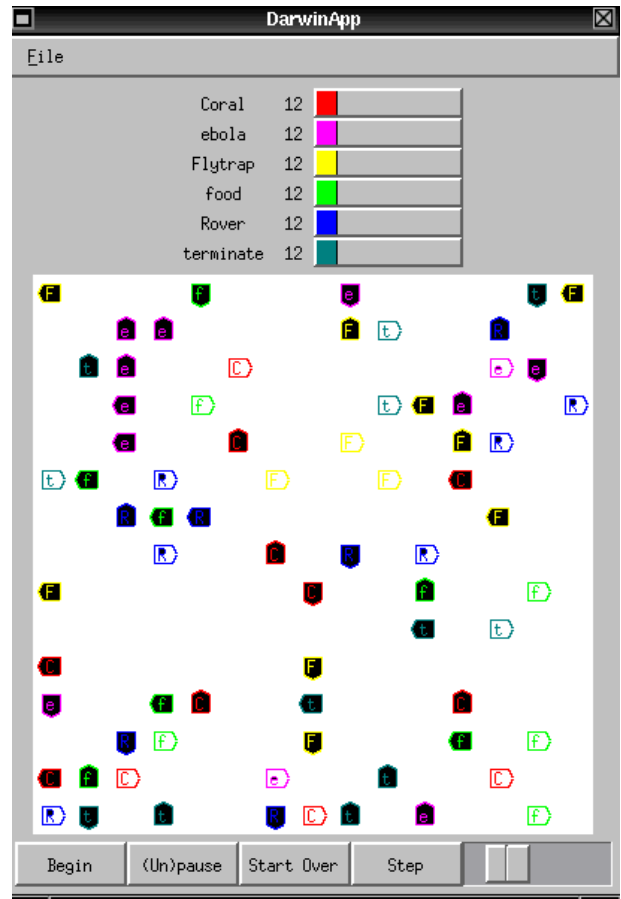 DarwinApp
File
Coral 12
ebola 12
Flytrap 12
food 12
Rover 12
terminate 12
F f e t F
e e F t R
t e C e e
e f t F e R
e C F F R
t f R F F C
R f R F
R C R R
F C f f
t t
C F
e f C t C
R f F f f
C f C e t C
R t t R C t e f
Begin (Un)pause Start Over Step